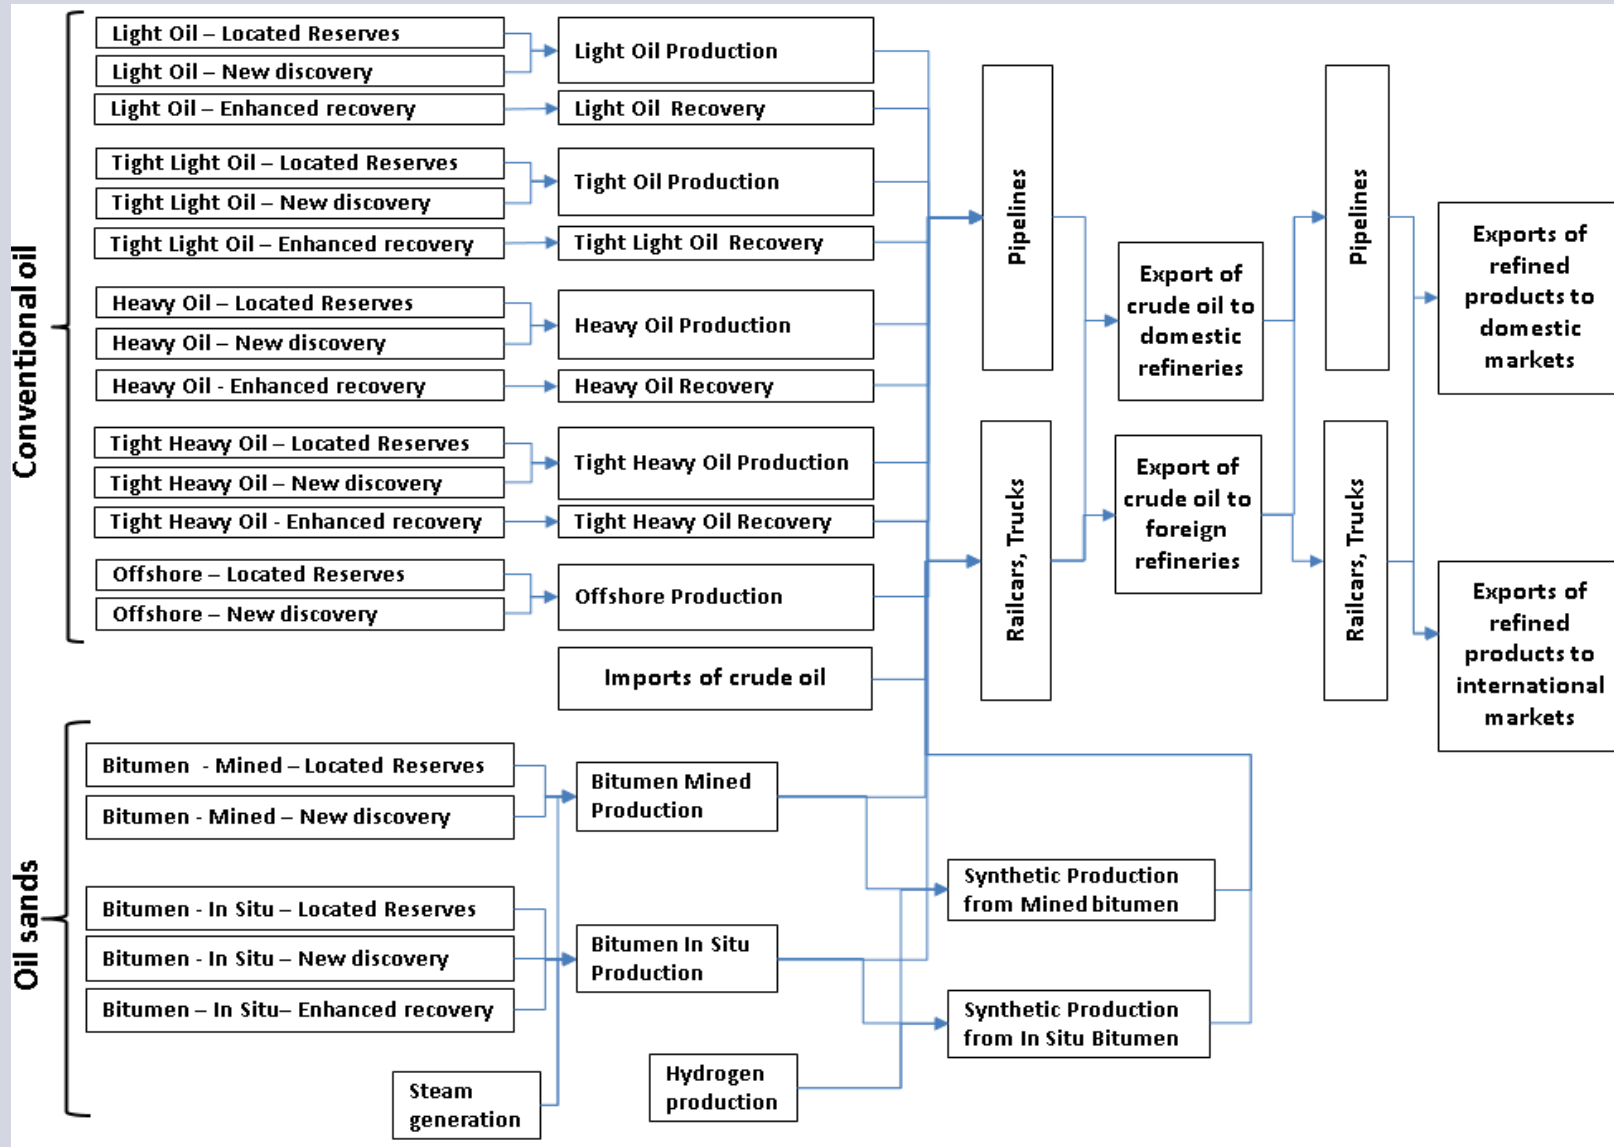 Conventional oil
Light Oil – Located Reserves
Light Oil – New discovery
Light Oil – Enhanced recovery
Tight Light Oil – Located Reserves
Tight Light Oil – New discovery
Tight Light Oil – Enhanced recovery
Heavy Oil – Located Reserves
Heavy Oil – New discovery
Heavy Oil - Enhanced recovery
Tight Heavy Oil – Located Reserves
Tight Heavy Oil – New discovery
Tight Heavy Oil - Enhanced recovery
Offshore – Located Reserves
Offshore – New discovery
Light Oil Production
Light Oil  Recovery
Tight Oil Production
Tight Light Oil  Recovery
Heavy Oil Production
Heavy Oil Recovery
Tight Heavy Oil Production
Tight Heavy Oil Recovery
Offshore Production
Imports of crude oil
Pipelines
Railcars, Trucks
Export of
crude oil to
domestic
refineries
Export of
crude oil to
foreign
refineries
Pipelines
Railcars, Trucks
Exports of
refined
products to
domestic
markets
Exports of
refined
products to
international
markets
Oil sands
Bitumen  - Mined – Located Reserves
Bitumen - Mined – New discovery
Bitumen - In Situ – Located Reserves
Bitumen - In Situ – New discovery
Bitumen – In Situ– Enhanced recovery
Steam
generation
Bitumen Mined
Production
Bitumen In Situ
Production
Hydrogen
production
Synthetic Production
from Mined bitumen
Synthetic Production
from In Situ Bitumen